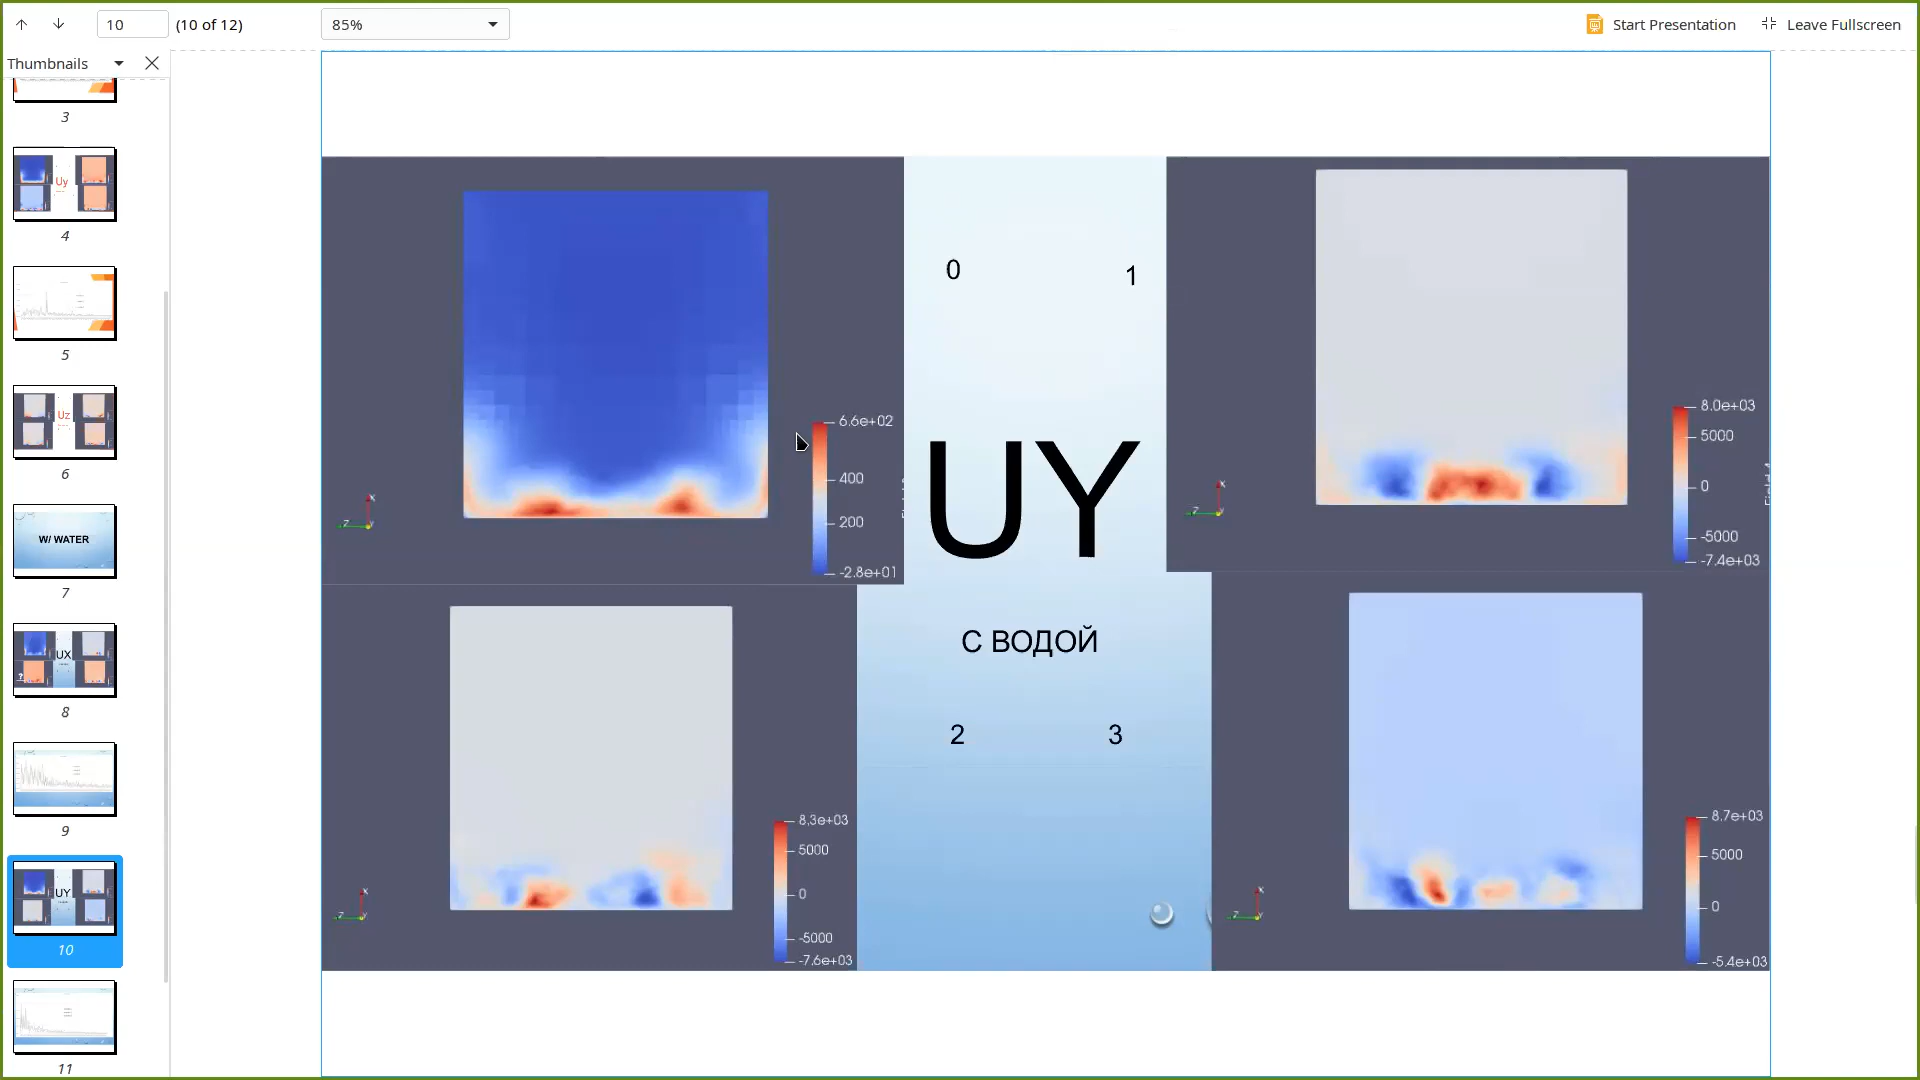 10 (10 of 12) 85% Start Presentation Leave Fullscreen
Thumbnails
3
Uy
4
5
Uz
6
W/ WATER
7
UX
?
8
9
UY
10
11
6.6e+02
400
200
-2.8e+01
0 1
UY
С ВОДОЙ
2 3
8.0e+03
5000
0
-5000
-7.4e+03
8.3e+03
5000
0
-5000
-7.6e+03
8.7e+03
5000
0
-5.4e+03